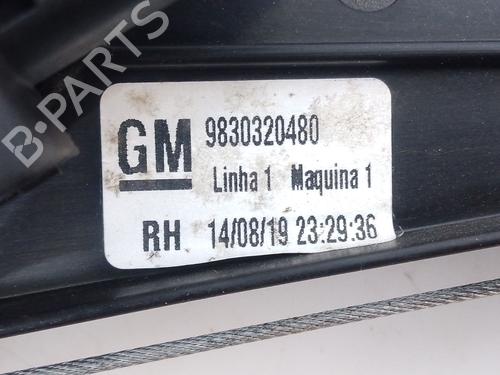 B-PARTS
GM 9830320480
Linha 1 Maquina 1
RH 14/08/19 23:29:36